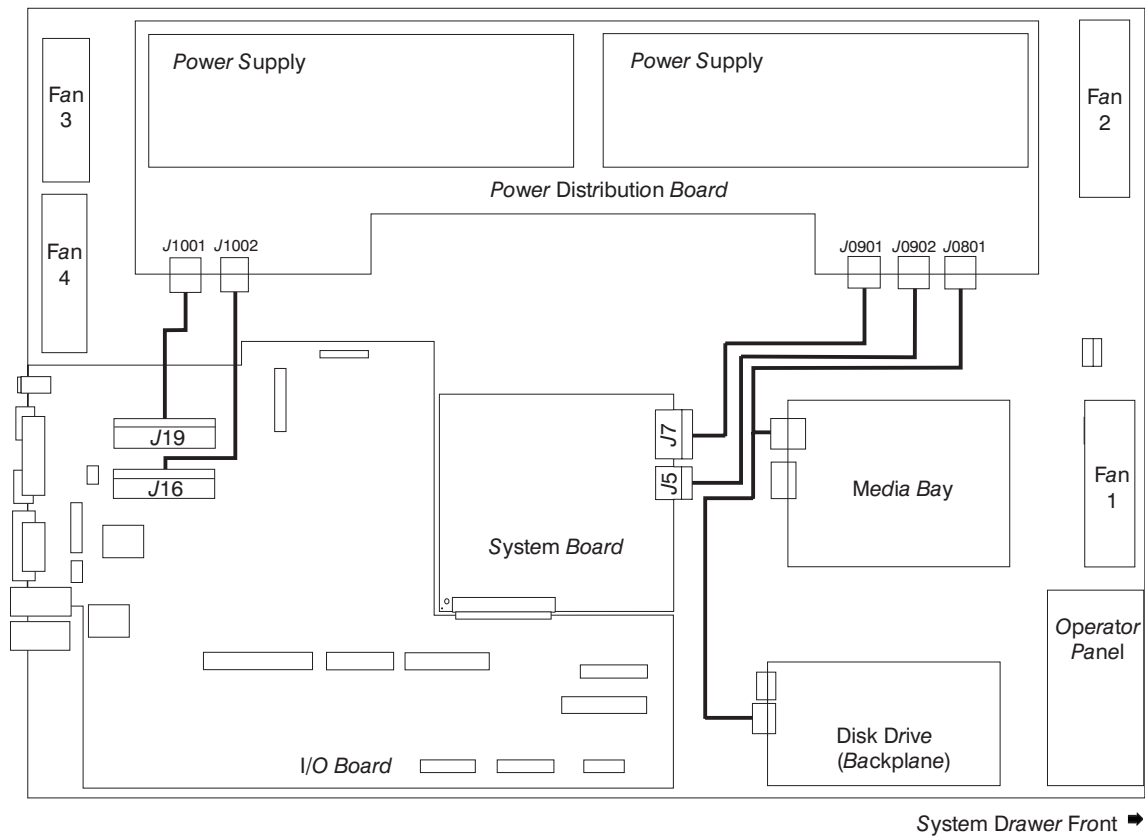 Power Supply
Power Supply
Fan
3
Fan
2
Power Distribution Board
Fan
4
J1001 J1002
J0901 J0902 J0801
J19
J16
J7
J5
Media Bay
Fan
1
System Board
Operator
Panel
Disk Drive
(Backplane)
I/O Board
System Drawer Front